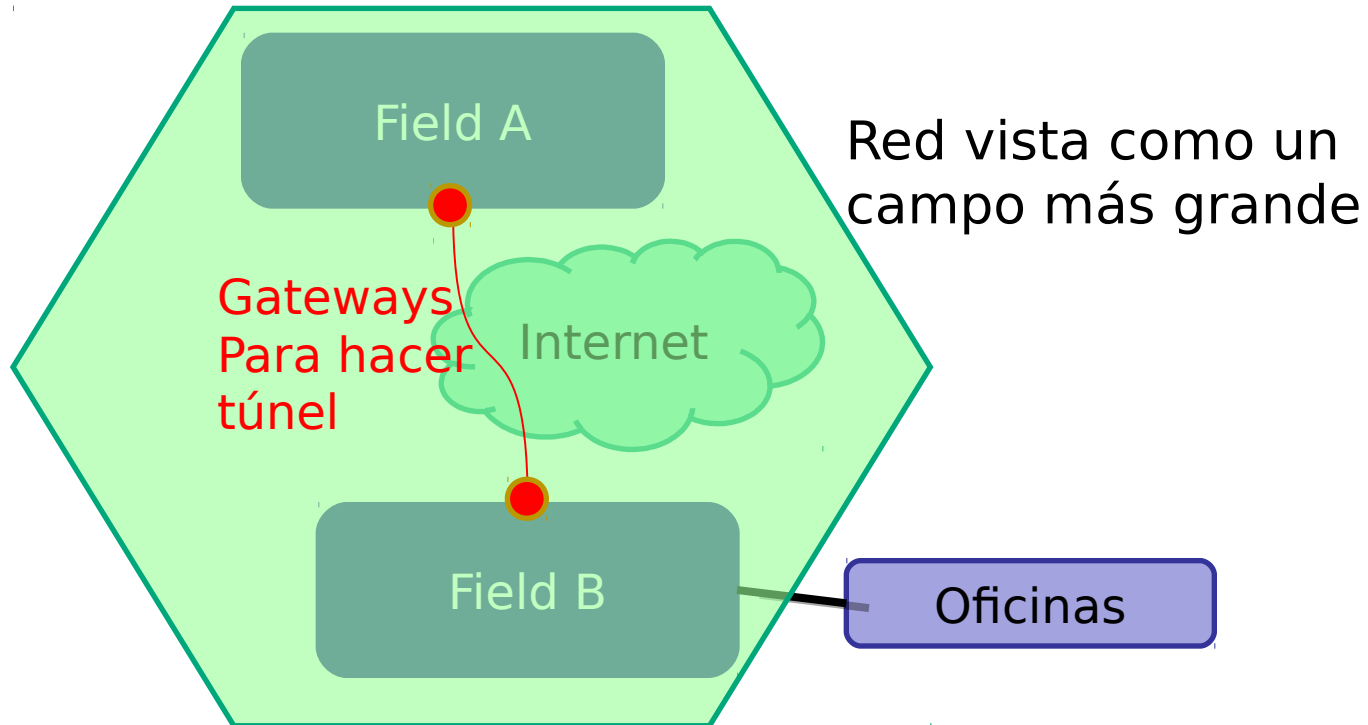 Field A
Red vista como un
campo más grande
Gateways
Para hacer
túnel
Internet
Field B
Oficinas